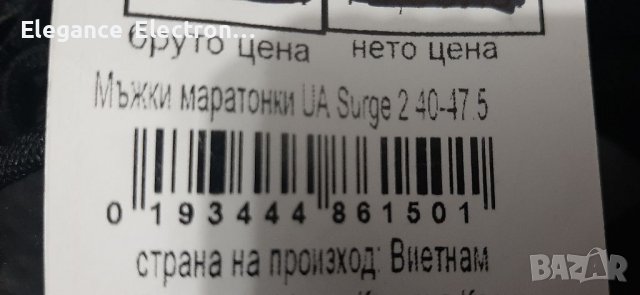 Elegance Electron...
бруто цена нето цена
Мъжки маратонки UA Surge 2 40-47.5
0 193444 861501
страна на произход: Виетнам
BAZAR